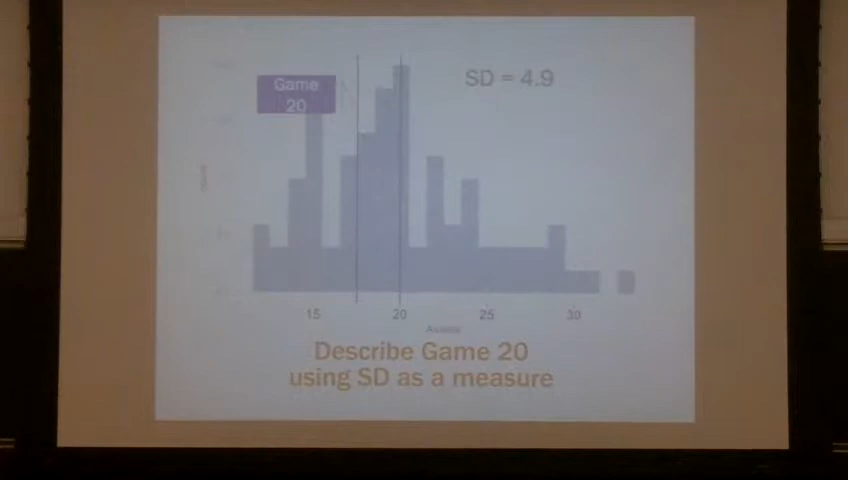 Game
20
SD = 4.9
15
20
25
30
Describe Game 20
using SD as a measure